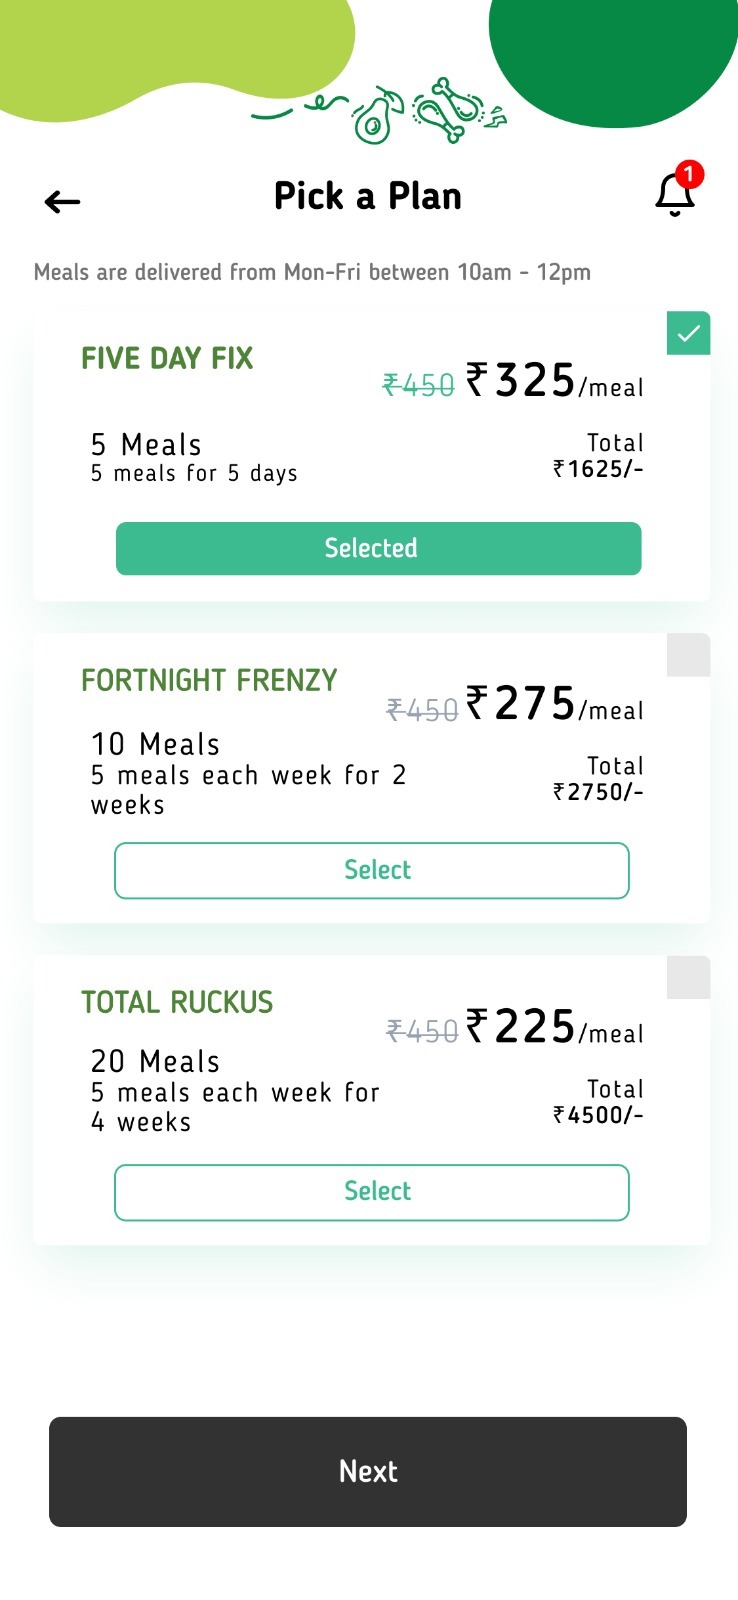 Pick a Plan
1
Meals are delivered from Mon-Fri between 10am - 12pm
FIVE DAY FIX
₹450 ₹325/meal
5 Meals
5 meals for 5 days
Total
₹1625/-
Selected
FORTNIGHT FRENZY
₹450 ₹275/meal
10 Meals
5 meals each week for 2
weeks
Total
₹2750/-
Select
TOTAL RUCKUS
₹450 ₹225/meal
20 Meals
5 meals each week for
4 weeks
Total
₹4500/-
Select
Next